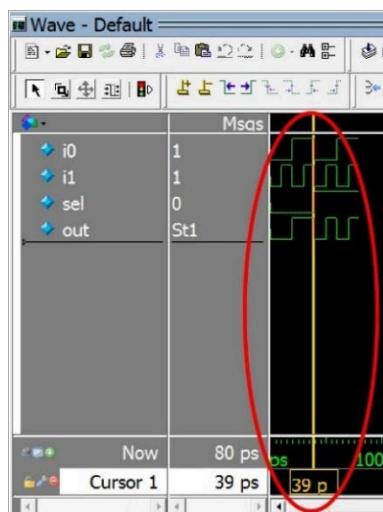 Wave - Default
Msgs
i0 1
i1 1
sel 0
out St1
Now 80 ps ps 100
Cursor 1 39 ps 39 p